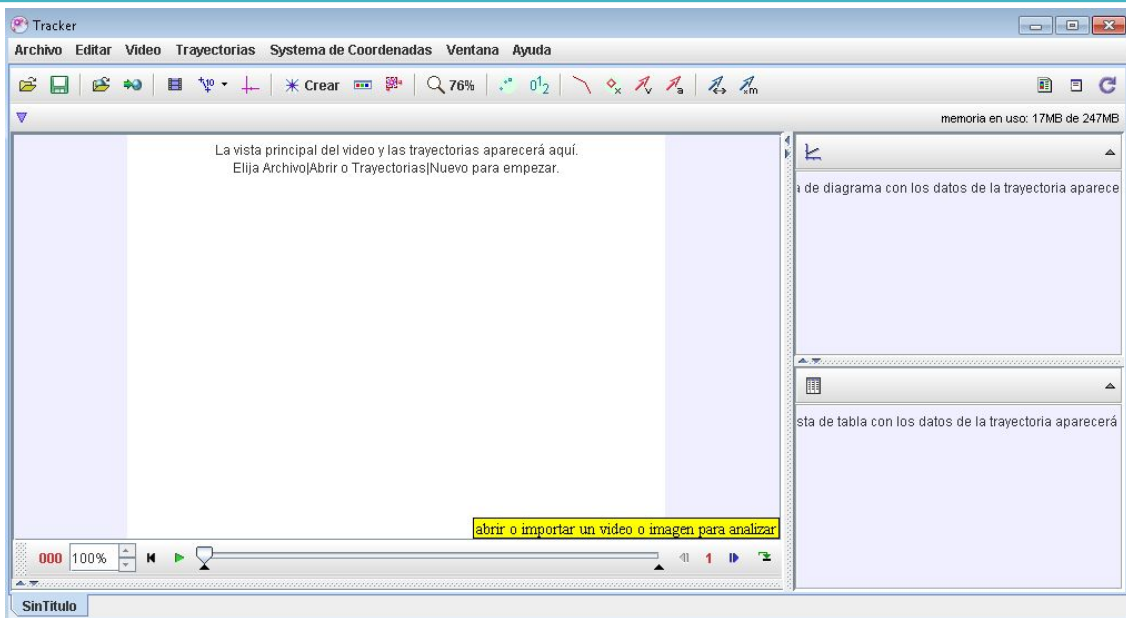 Tracker
Archivo Editar Video Trayectorias Systema de Coordenadas Ventana Ayuda
Crear 76%
memoria en uso: 17MB de 247MB
La vista principal del video y las trayectorias aparecerá aquí.
Elija Archivo|Abrir o Trayectorias|Nuevo para empezar.
a de diagrama con los datos de la trayectoria aparece
sta de tabla con los datos de la trayectoria aparecerá
abrir o importar un video o imagen para analizar
000 100% 1
SinTítulo